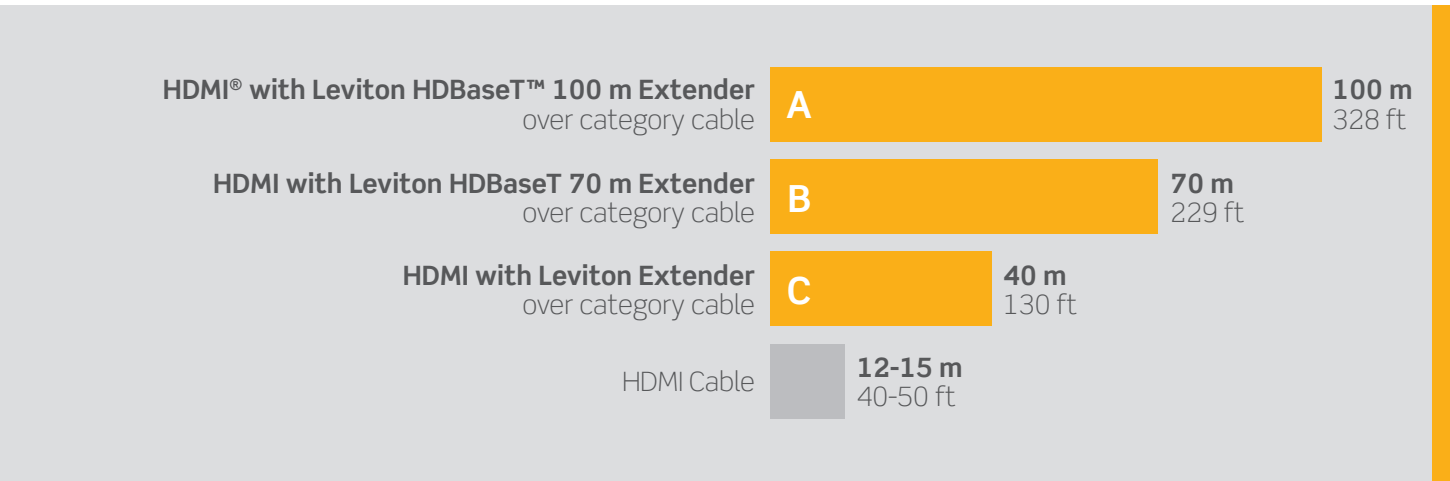 HDMI® with Leviton HDBaseT™ 100 m Extender
over category cable
A
100 m
328 ft
HDMI with Leviton HDBaseT 70 m Extender
over category cable
B
70 m
229 ft
HDMI with Leviton Extender
over category cable
C
40 m
130 ft
HDMI Cable
12-15 m
40-50 ft